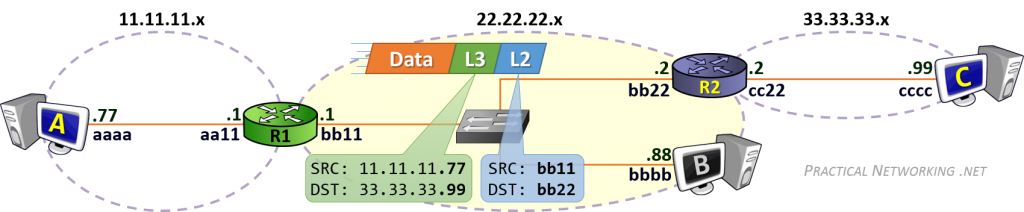 11.11.11.x
22.22.22.x
33.33.33.x
Data L3 L2
A
.77
aaaa
.1
aa11
R1
.1
bb11
.2
bb22
R2
.2
cc22
.99
cccc
C
SRC: 11.11.11.77
DST: 33.33.33.99
SRC: bb11
DST: bb22
.88
bbbb
B
PRACTICAL NETWORKING .NET